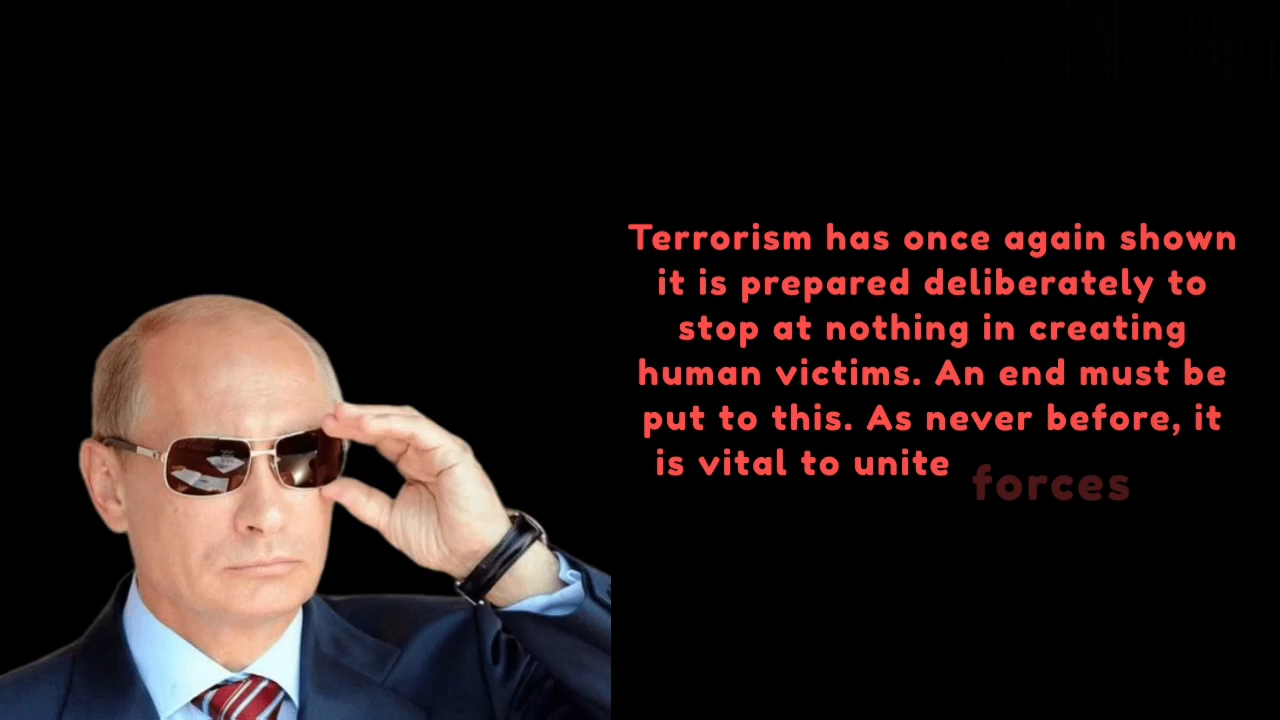 Terrorism has once again shown
it is prepared deliberately to
stop at nothing in creating
human victims. An end must be
put to this. As never before, it
is vital to unite forces